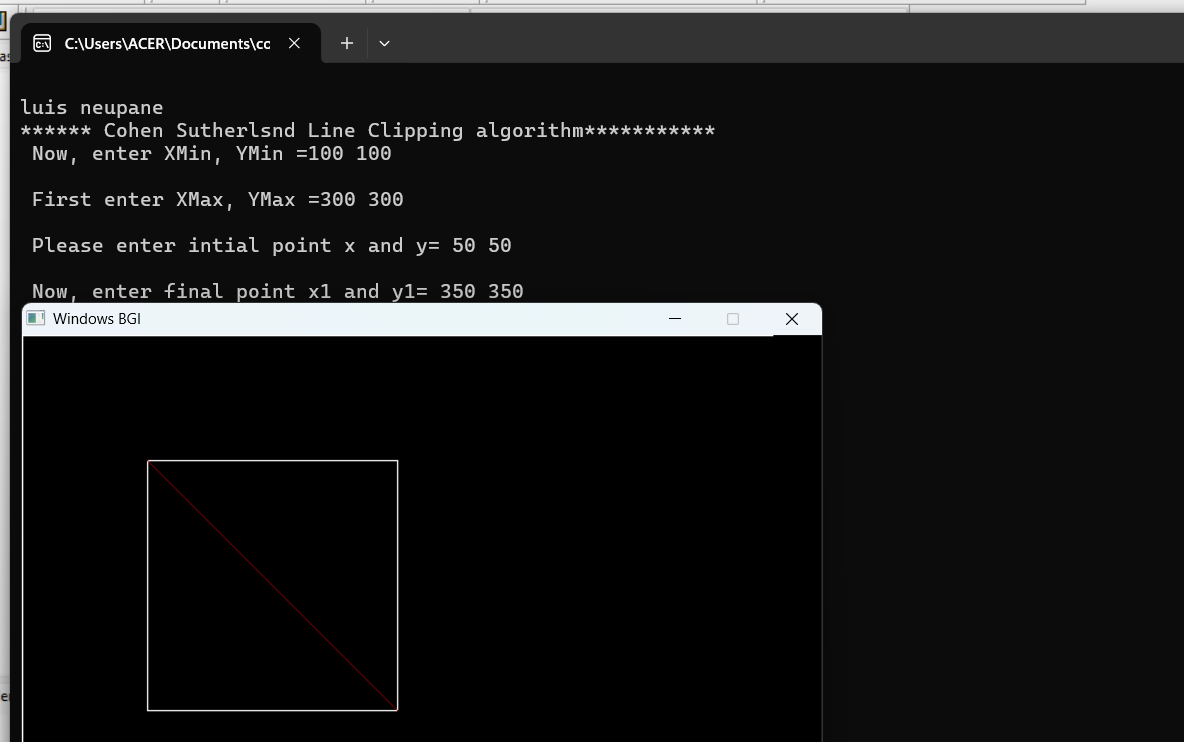 C:\Users\ACER\Documents\cc
luis neupane
****** Cohen Sutherlsnd Line Clipping algorithm***********
Now, enter XMin, YMin =100 100
First enter XMax, YMax =300 300
Please enter intial point x and y= 50 50
Now, enter final point x1 and y1= 350 350
Windows BGI